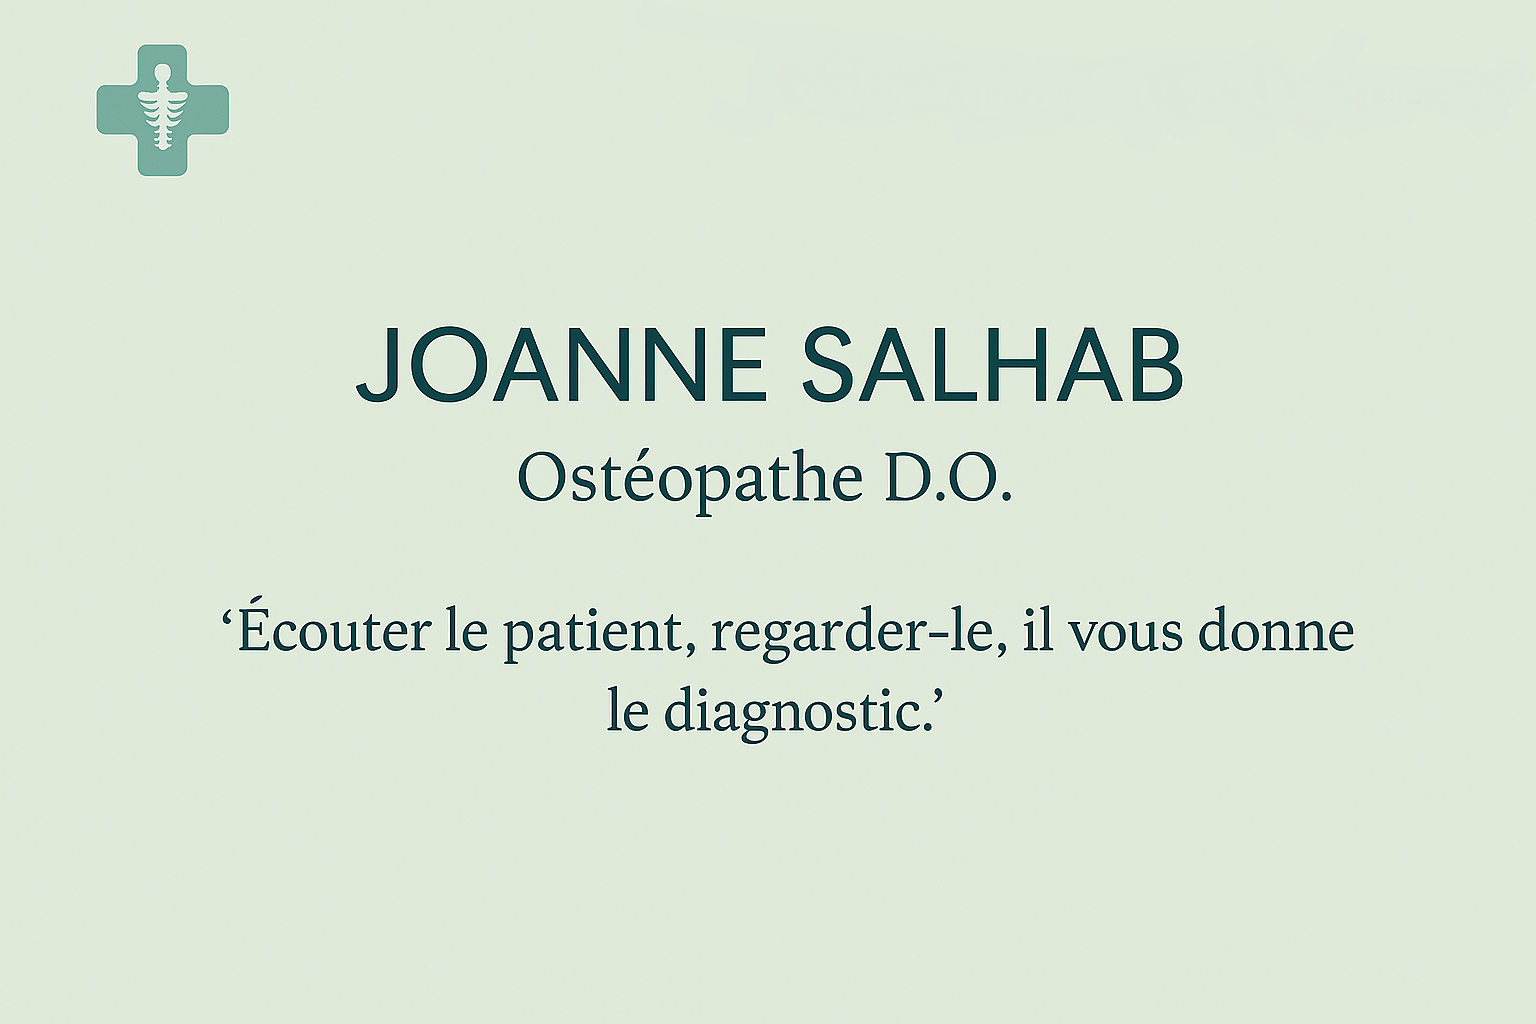 JOANNE SALHAB
Ostéopathe D.O.
‘Écouter le patient, regarder-le, il vous donne
le diagnostic.’